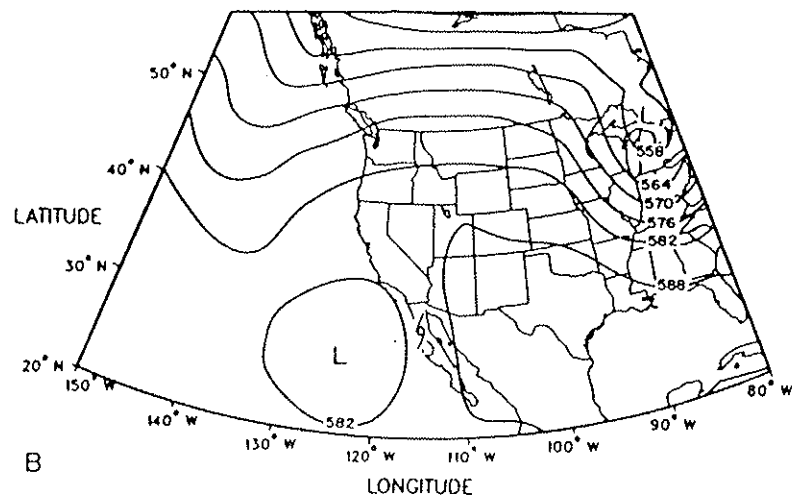 50° N
L
558
40° N
564
570
LATITUDE
576
582
30° N
588
L
20° N
150° W
80° W
582
140° W
90° W
130° W
120° W
110° W
100° W
B
LONGITUDE